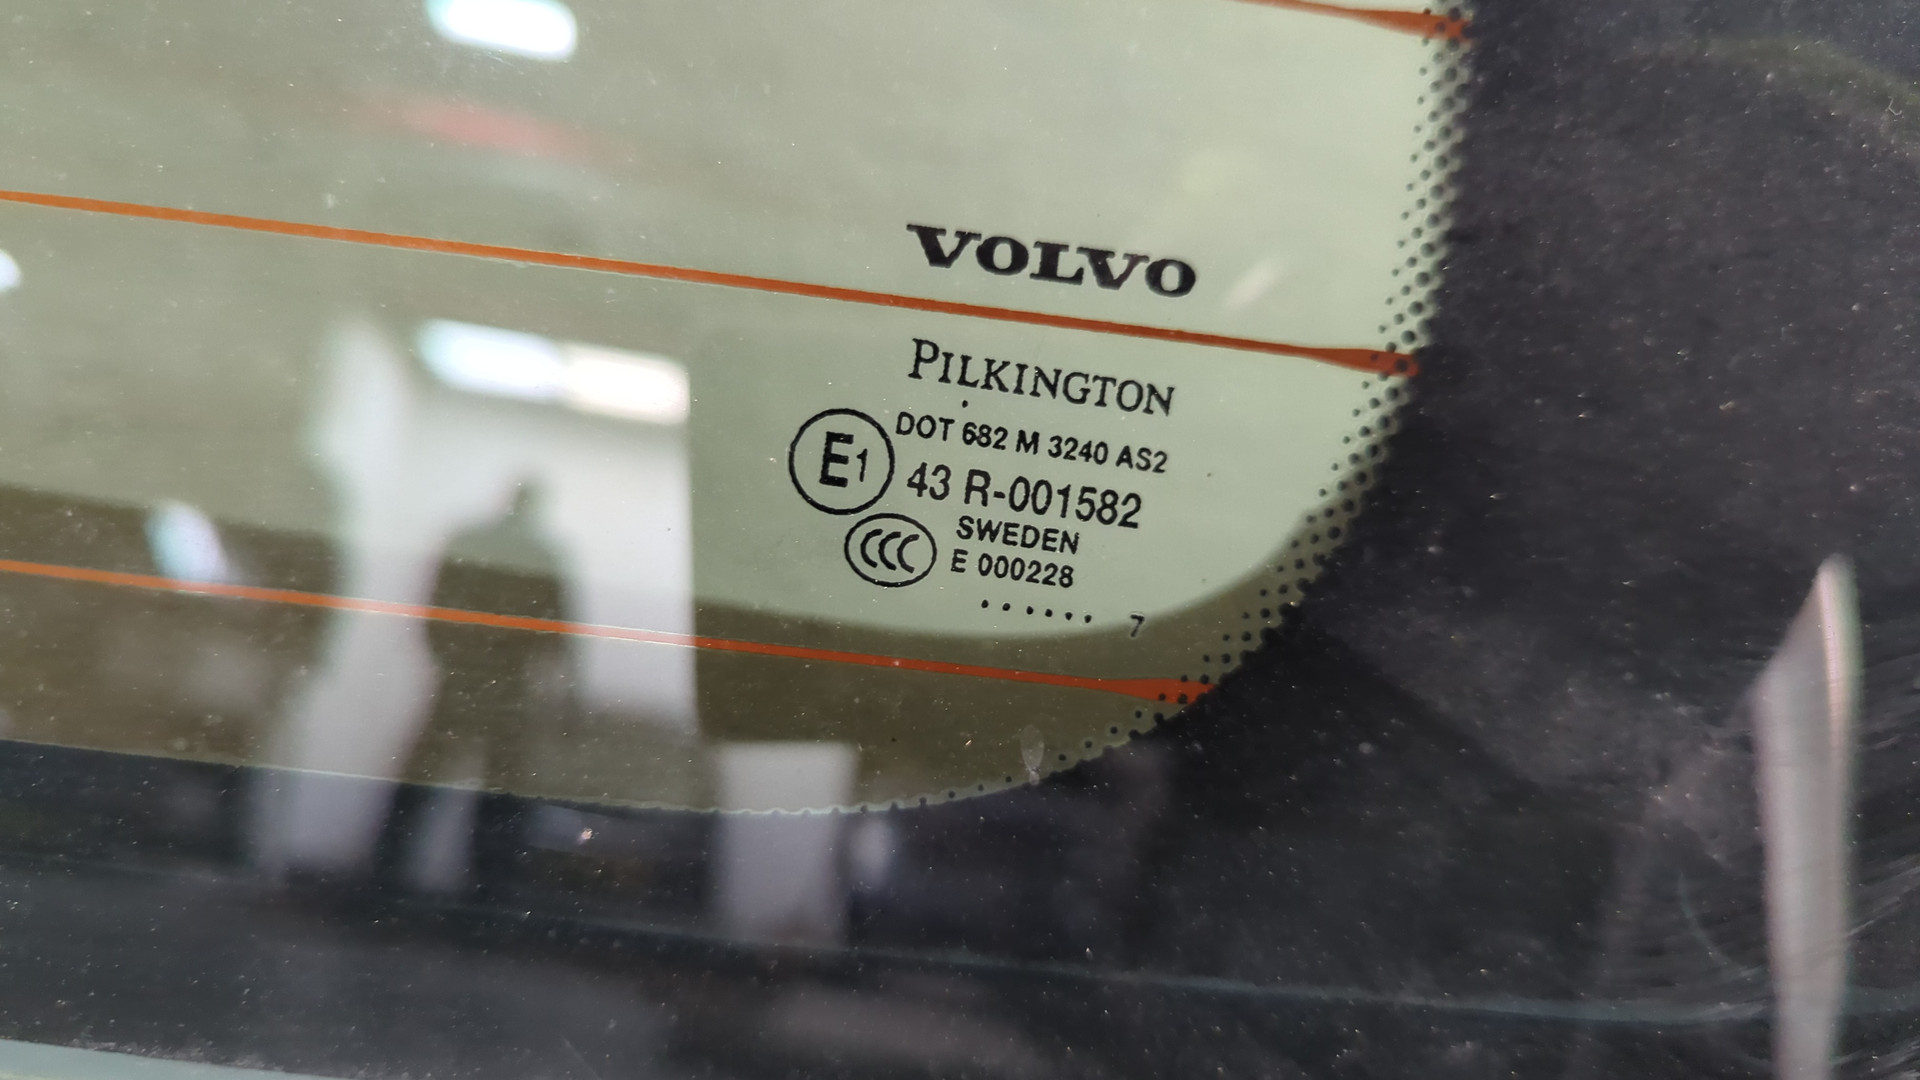 VOLVO
PILKINGTON
DOT 682 M 3240 AS2
E1 43 R-001582
CCC SWEDEN
E 000228
...... 7